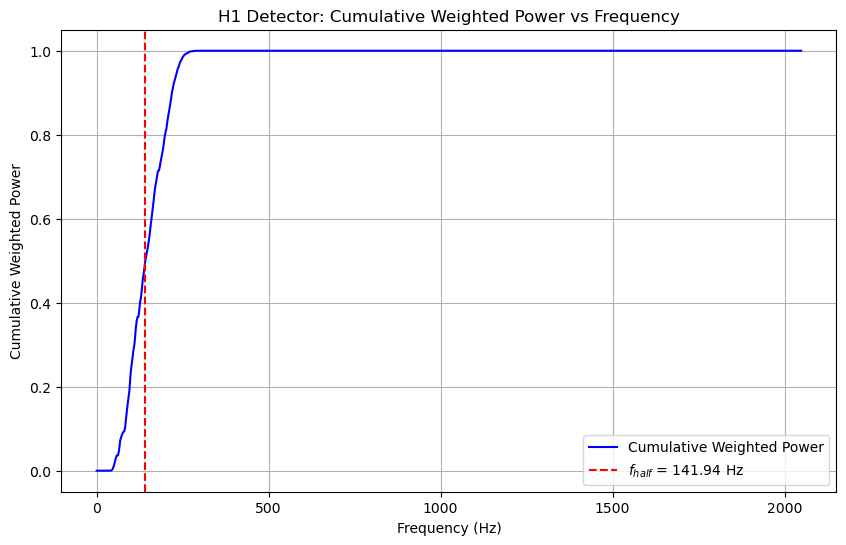 H1 Detector: Cumulative Weighted Power vs Frequency
Cumulative Weighted Power
1.0
0.8
0.6
0.4
0.2
0.0
0
500
1000
1500
2000
Frequency (Hz)
Cumulative Weighted Power
f_half = 141.94 Hz